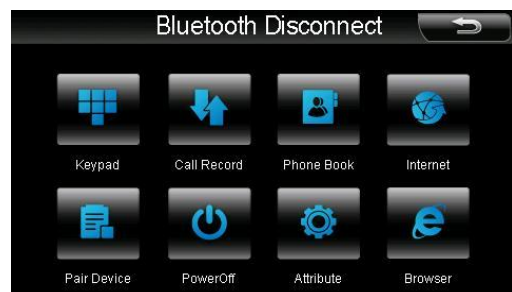 Bluetooth Disconnect
Keypad Call Record Phone Book Internet
Pair Device PowerOff Attribute Browser